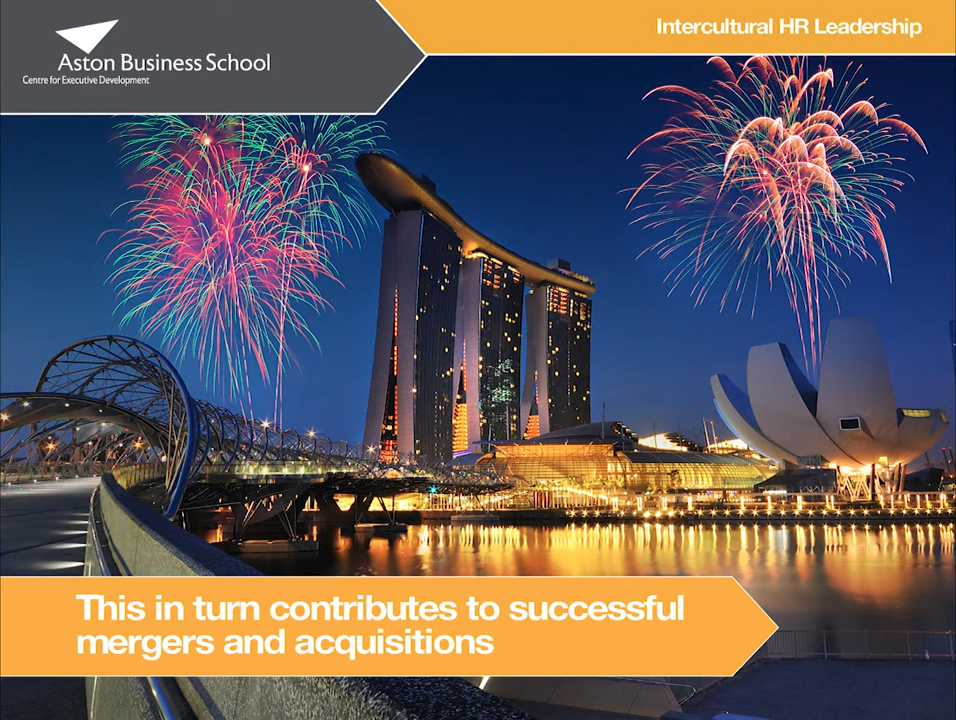 Aston Business School
Centre for Executive Development
Intercultural HR Leadership
This in turn contributes to successful
mergers and acquisitions